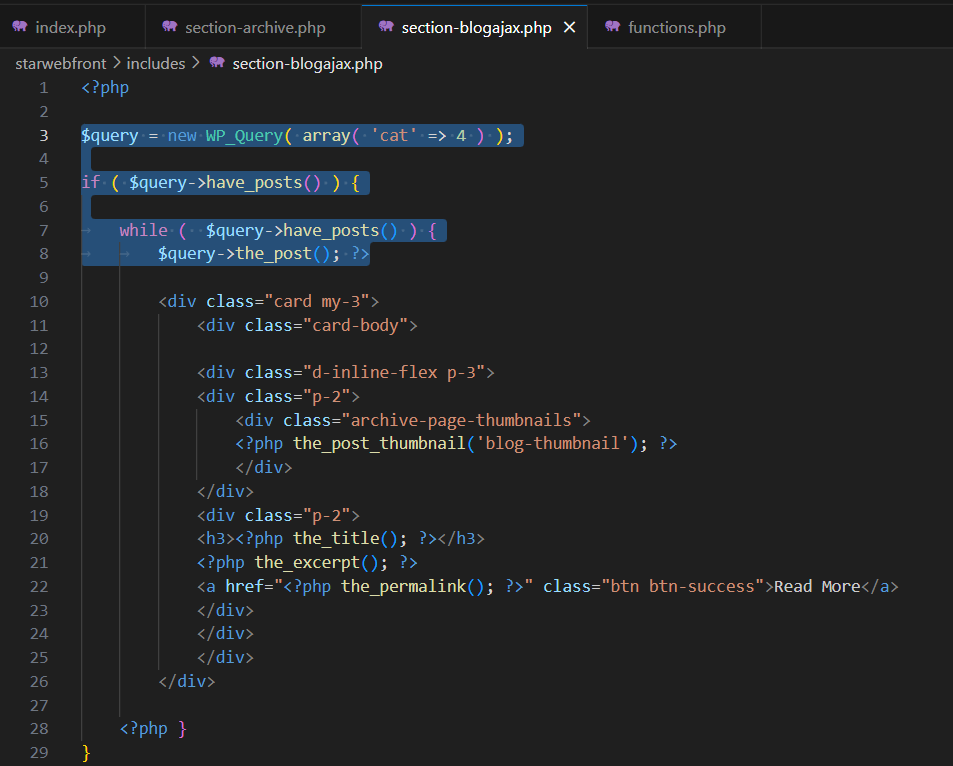 index.php section-archive.php section-blogajax.php × functions.php
starwebfront > includes > section-blogajax.php
1 <?php
2
3 $query = new WP_Query( array( 'cat' => 4 ) );
4
5 if ( $query->have_posts() ) {
6
7 while (  $query->have_posts() ) {
8 $query->the_post(); ?>
9
10 <div class="card my-3">
11 <div class="card-body">
12
13 <div class="d-inline-flex p-3">
14 <div class="p-2">
15 <div class="archive-page-thumbnails">
16 <?php the_post_thumbnail('blog-thumbnail'); ?>
17 </div>
18 </div>
19 <div class="p-2">
20 <h3><?php the_title(); ?></h3>
21 <?php the_excerpt(); ?>
22 <a href="<?php the_permalink(); ?>" class="btn btn-success">Read More</a>
23 </div>
24 </div>
25 </div>
26 </div>
27
28 <?php }
29 }